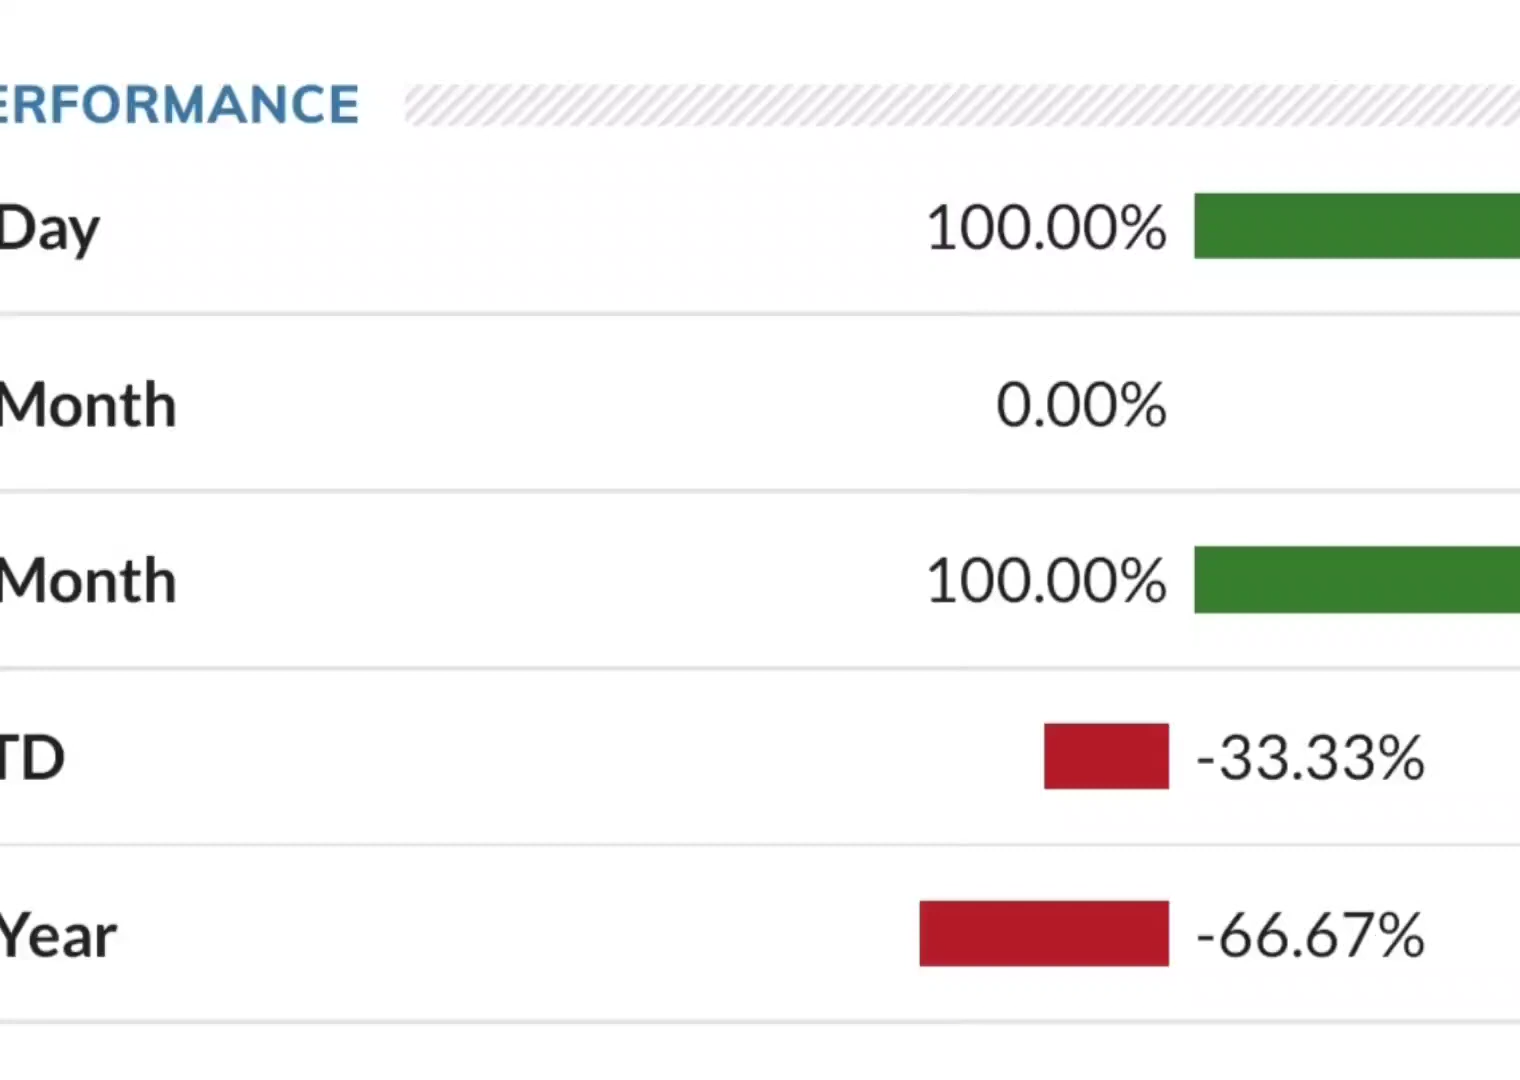 ERFORMANCE
Day 100.00%
Month 0.00%
Month 100.00%
TD -33.33%
Year -66.67%